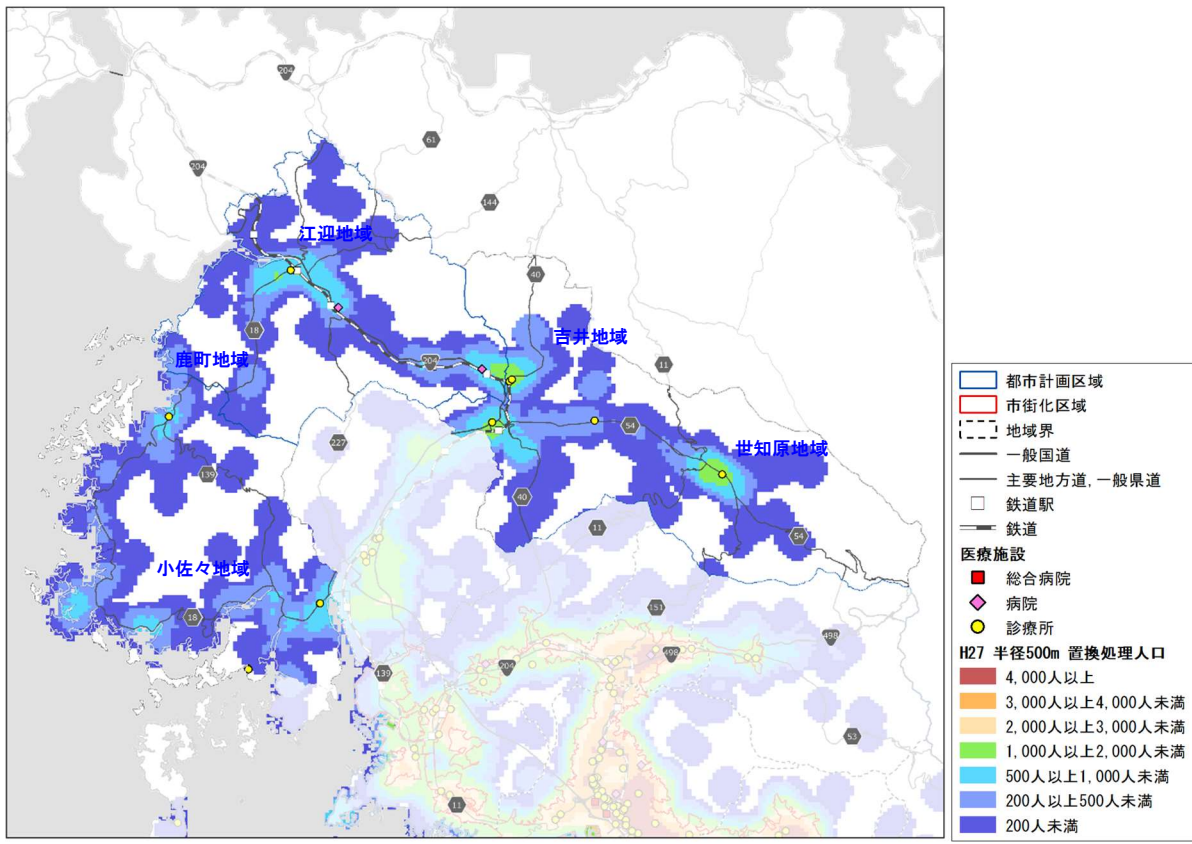 204
61
204
144
江迎地域
40
18
吉井地域
鹿町地域
204
11
54
世知原地域
227
139
40
11
54
小佐々地域
18
151
498
204
498
139
53
11
都市計画区域
市街化区域
地域界
一般国道
主要地方道，一般県道
鉄道駅
鉄道
医療施設
総合病院
病院
診療所
H27 半径500m 置換処理人口
4,000人以上
3,000人以上4,000人未満
2,000人以上3,000人未満
1,000人以上2,000人未満
500人以上1,000人未満
200人以上500人未満
200人未満